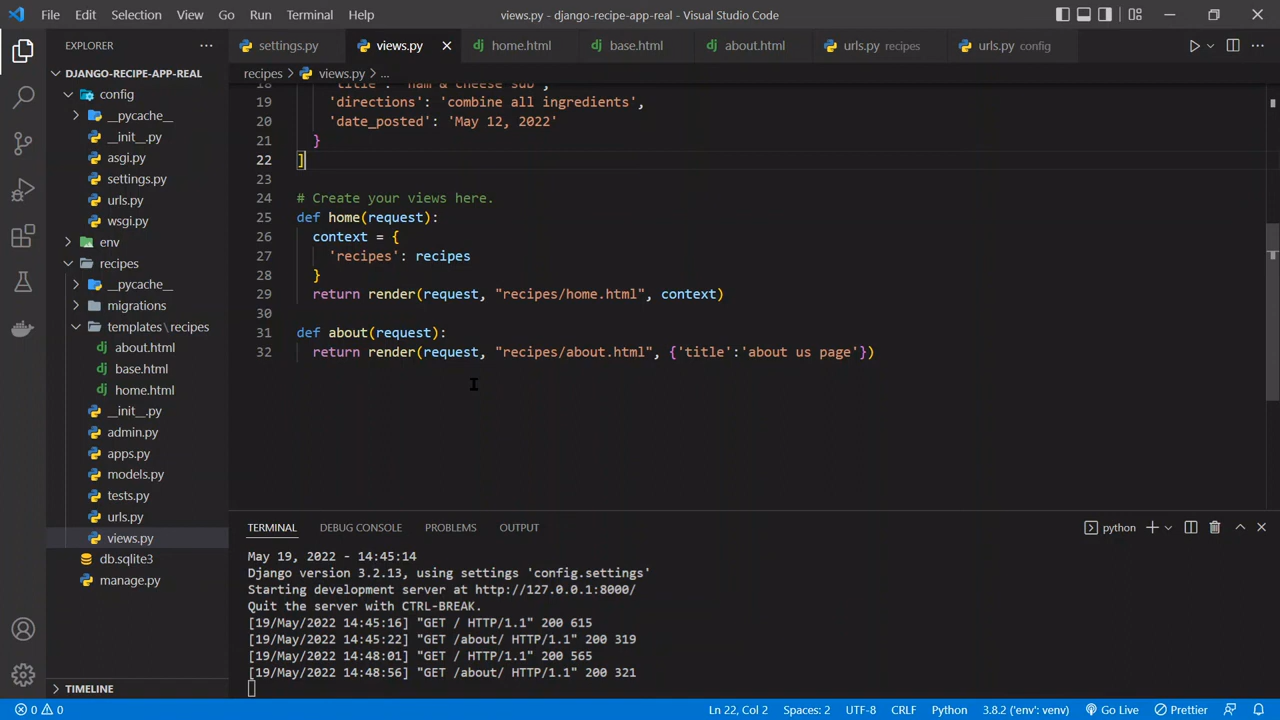 File Edit Selection View Go Run Terminal Help
views.py - django-recipe-app-real - Visual Studio Code
EXPLORER
settings.py views.py home.html base.html about.html urls.py recipes urls.py config
DJANGO-RECIPE-APP-REAL
config
__pycache__
__init__.py
asgi.py
settings.py
urls.py
wsgi.py
env
recipes
__pycache__
migrations
templates\recipes
about.html
base.html
home.html
__init__.py
admin.py
apps.py
models.py
tests.py
urls.py
views.py
db.sqlite3
manage.py
TIMELINE
recipes > views.py > ...
18 'title' 'ham & cheese sub',
19 'directions': 'combine all ingredients',
20 'date_posted': 'May 12, 2022'
21 }
22 ]
23
24 # Create your views here.
25 def home(request):
26 context = {
27 'recipes': recipes
28 }
29 return render(request, "recipes/home.html", context)
30
31 def about(request):
32 return render(request, "recipes/about.html", {'title':'about us page'})
TERMINAL DEBUG CONSOLE PROBLEMS OUTPUT
python
May 19, 2022 - 14:45:14
Django version 3.2.13, using settings 'config.settings'
Starting development server at http://127.0.0.1:8000/
Quit the server with CTRL-BREAK.
[19/May/2022 14:45:16] "GET / HTTP/1.1" 200 615
[19/May/2022 14:45:22] "GET /about/ HTTP/1.1" 200 319
[19/May/2022 14:48:01] "GET / HTTP/1.1" 200 565
[19/May/2022 14:48:56] "GET /about/ HTTP/1.1" 200 321
0 0 Ln 22, Col 2 Spaces: 2 UTF-8 CRLF Python 3.8.2 ('env': venv) Go Live Prettier